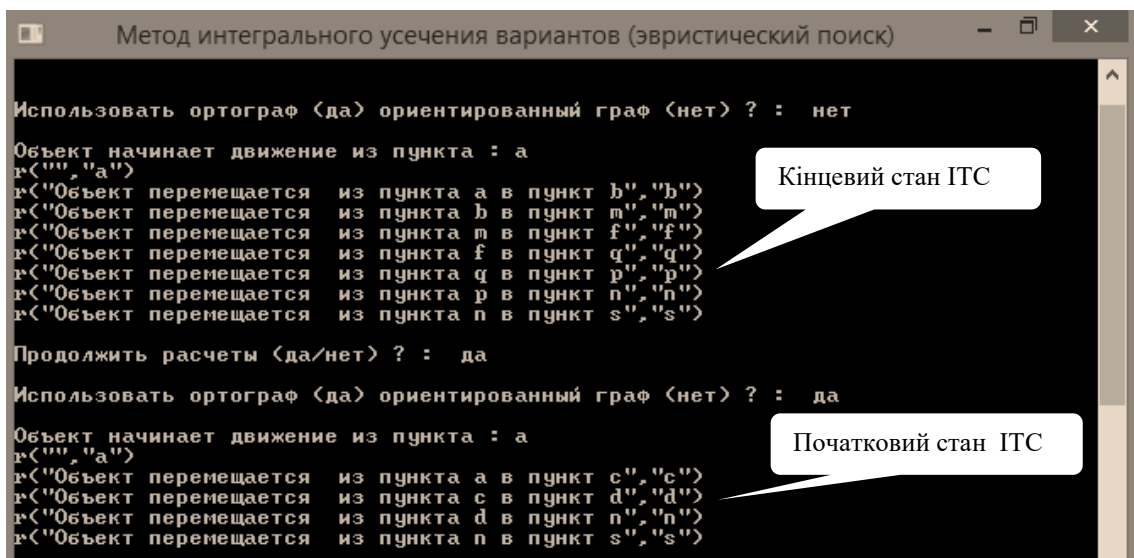 Метод интегрального усечения вариантов (эвристический поиск)
Использовать ортограф (да) ориентированный граф (нет) ? :  нет
Объект начинает движение из пункта : a
r("","a")
r("Объект перемещается  из пункта a в пункт b","b")
r("Объект перемещается  из пункта b в пункт m","m")
r("Объект перемещается  из пункта m в пункт f","f")
r("Объект перемещается  из пункта f в пункт q","q")
r("Объект перемещается  из пункта q в пункт p","p")
r("Объект перемещается  из пункта p в пункт n","n")
r("Объект перемещается  из пункта n в пункт s","s")
Кінцевий стан ІТС
Продолжить расчеты (да/нет) ? :  да
Использовать ортограф (да) ориентированный граф (нет) ? :  да
Объект начинает движение из пункта : a
r("","a")
r("Объект перемещается  из пункта a в пункт c","c")
r("Объект перемещается  из пункта c в пункт d","d")
r("Объект перемещается  из пункта d в пункт n","n")
r("Объект перемещается  из пункта n в пункт s","s")
Початковий стан  ІТС